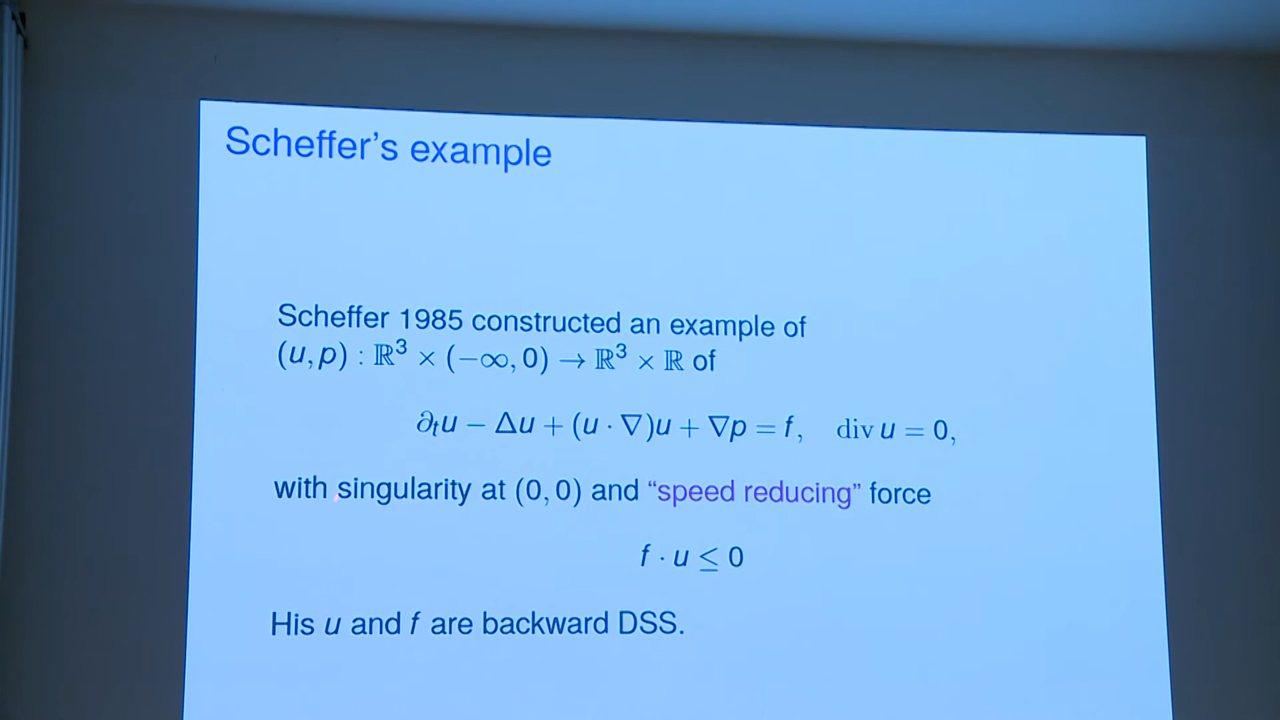 Scheffer's example
Scheffer 1985 constructed an example of
(u, p) : ℝ³ × (−∞, 0) → ℝ³ × ℝ of
∂ₜu − Δu + (u · ∇)u + ∇p = f, div u = 0,
with singularity at (0, 0) and “speed reducing” force
f · u ≤ 0
His u and f are backward DSS.